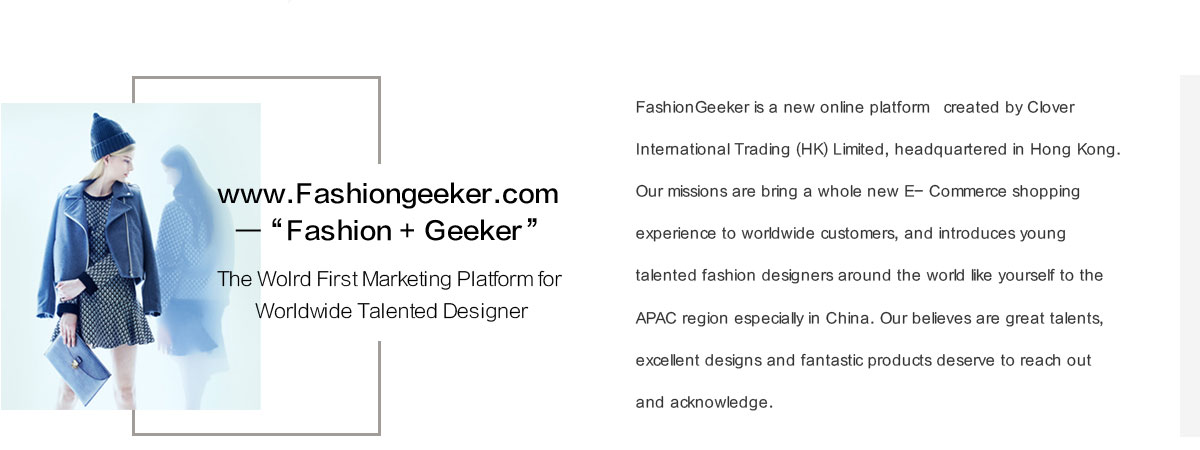 www.Fashiongeeker.com
— “Fashion + Geeker”
The Wolrd First Marketing Platform for
Worldwide Talented Designer
FashionGeeker is a new online platform created by Clover
International Trading (HK) Limited, headquartered in Hong Kong.
Our missions are bring a whole new E- Commerce shopping
experience to worldwide customers, and introduces young
talented fashion designers around the world like yourself to the
APAC region especially in China. Our believes are great talents,
excellent designs and fantastic products deserve to reach out
and acknowledge.